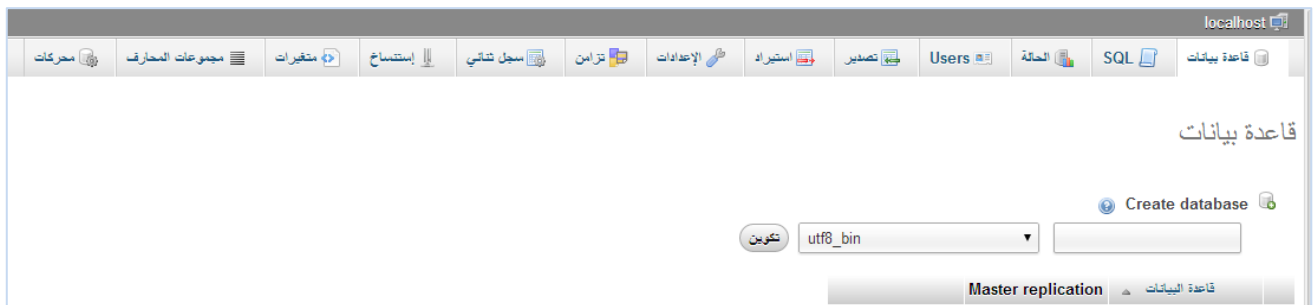 localhost
قاعدة بيانات SQL الحالة Users تصدير استيراد الإعدادات تزامن سجل ثنائي إستنساخ متغيرات مجموعات المحارف محركات
قاعدة بيانات
Create database
utf8_bin تكوين
قاعدة البيانات Master replication